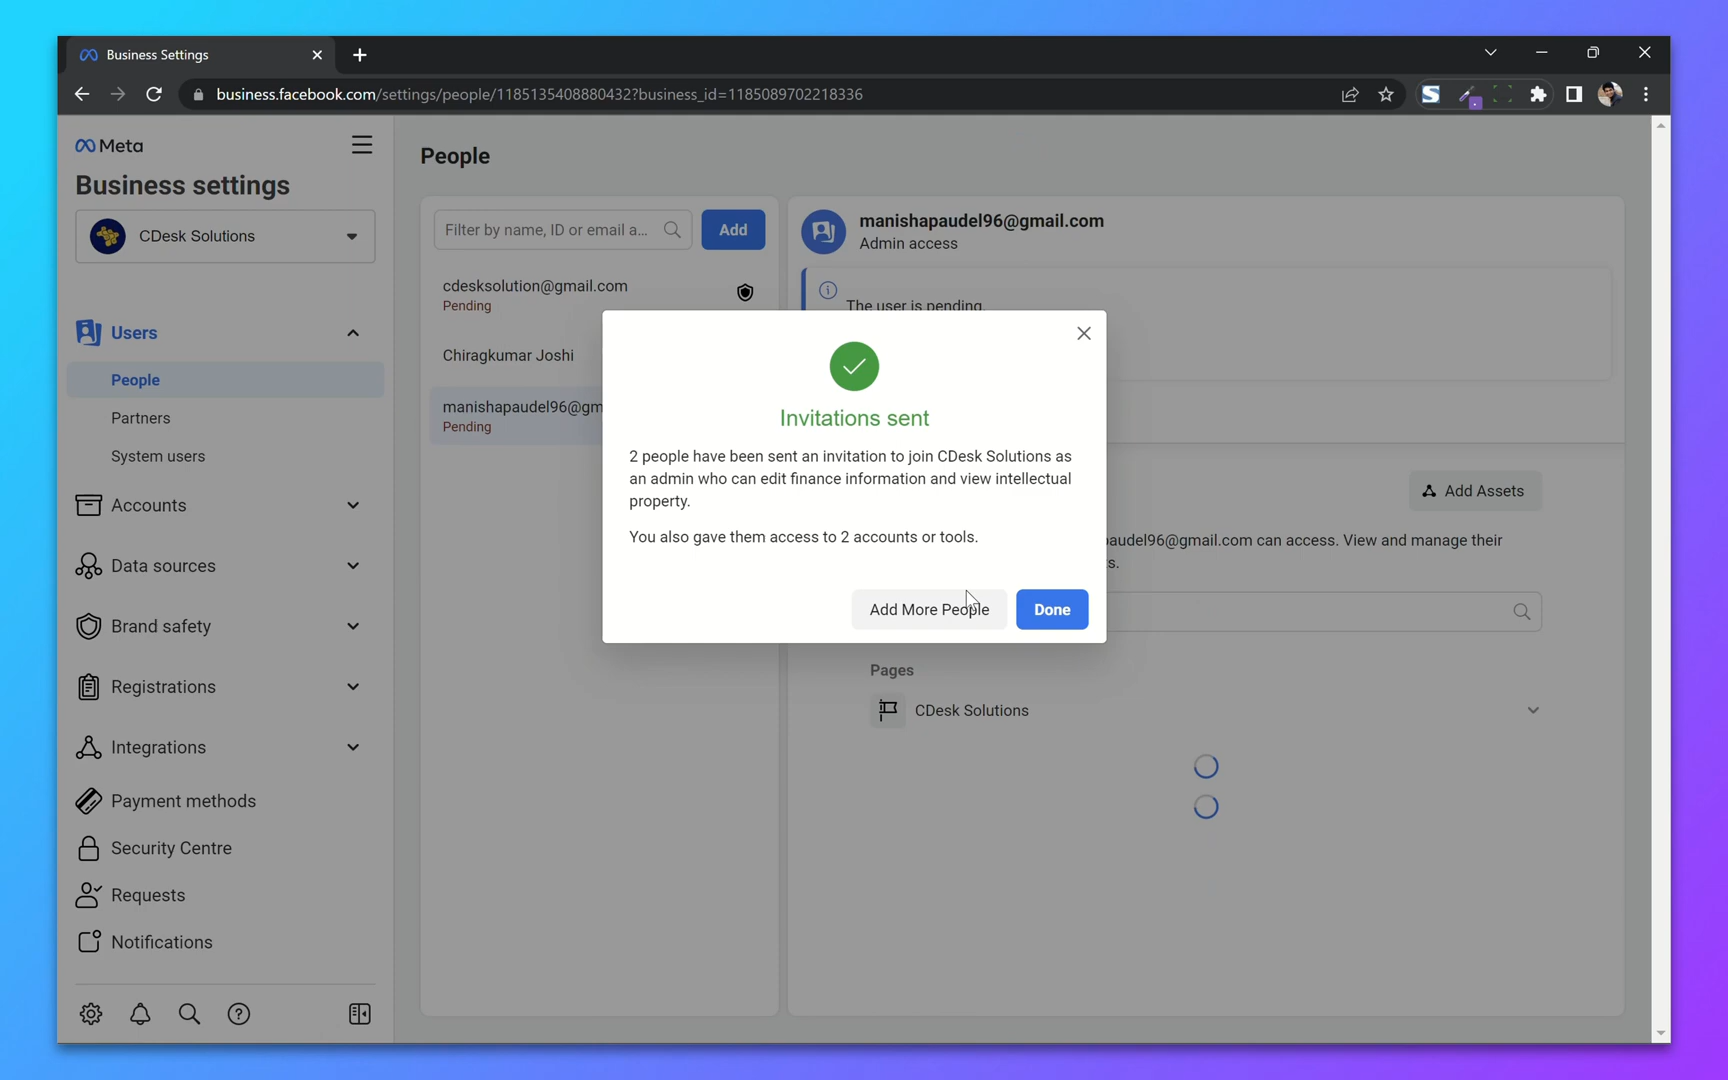 Business Settings
business.facebook.com/settings/people/1185135408880432?business_id=1185089702218336
Meta
Business settings
CDesk Solutions
Users
People
Partners
System users
Accounts
Data sources
Brand safety
Registrations
Integrations
Payment methods
Security Centre
Requests
Notifications
People
Filter by name, ID or email a...
Add
cdesksolution@gmail.com
Pending
Chiragkumar Joshi
manishapaudel96@gm
Pending
manishapaudel96@gmail.com
Admin access
The user is pending.
Add Assets
audel96@gmail.com can access. View and manage their
s.
Pages
CDesk Solutions
Invitations sent
2 people have been sent an invitation to join CDesk Solutions as
an admin who can edit finance information and view intellectual
property.
You also gave them access to 2 accounts or tools.
Add More People
Done